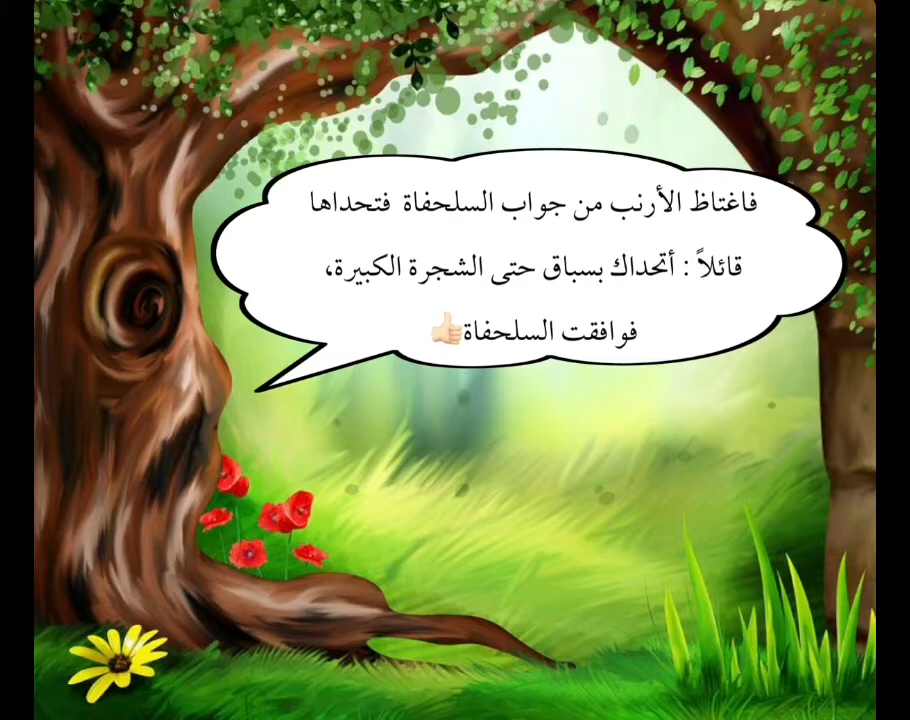 فاغتاظ الأرنب من جواب السلحفاة فتحداها
قائلاً : أتحداك بسباق حتى الشجرة الكبيرة،
فوافقت السلحفاة👍🏻